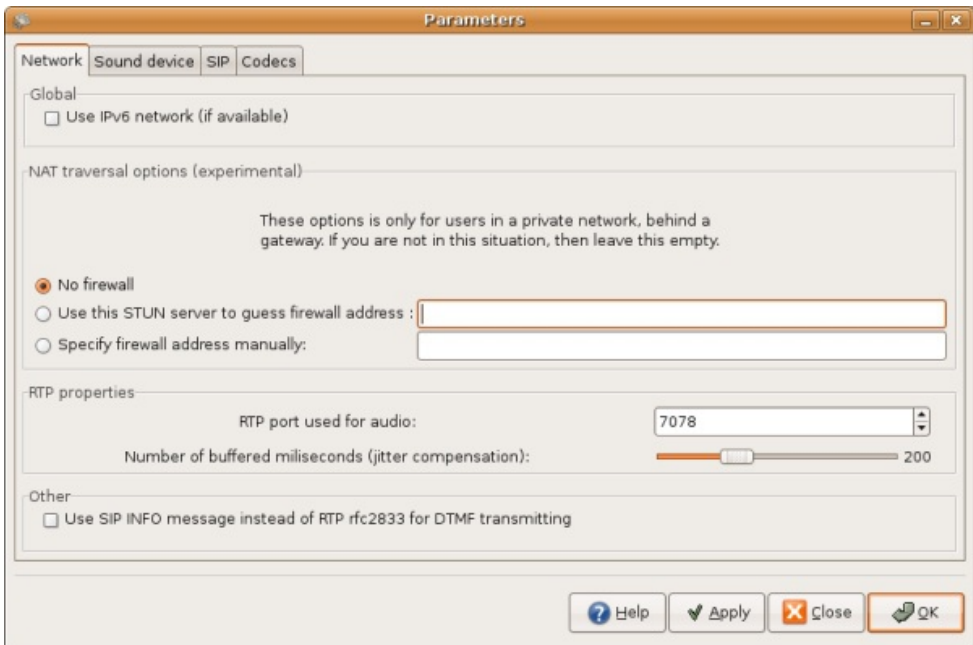 Parameters
Network Sound device SIP Codecs
Global
Use IPv6 network (if available)
NAT traversal options (experimental)
These options is only for users in a private network, behind a
gateway. If you are not in this situation, then leave this empty.
No firewall
Use this STUN server to guess firewall address :
Specify firewall address manually:
RTP properties
RTP port used for audio: 7078
Number of buffered miliseconds (jitter compensation): 200
Other
Use SIP INFO message instead of RTP rfc2833 for DTMF transmitting
Help Apply Close OK